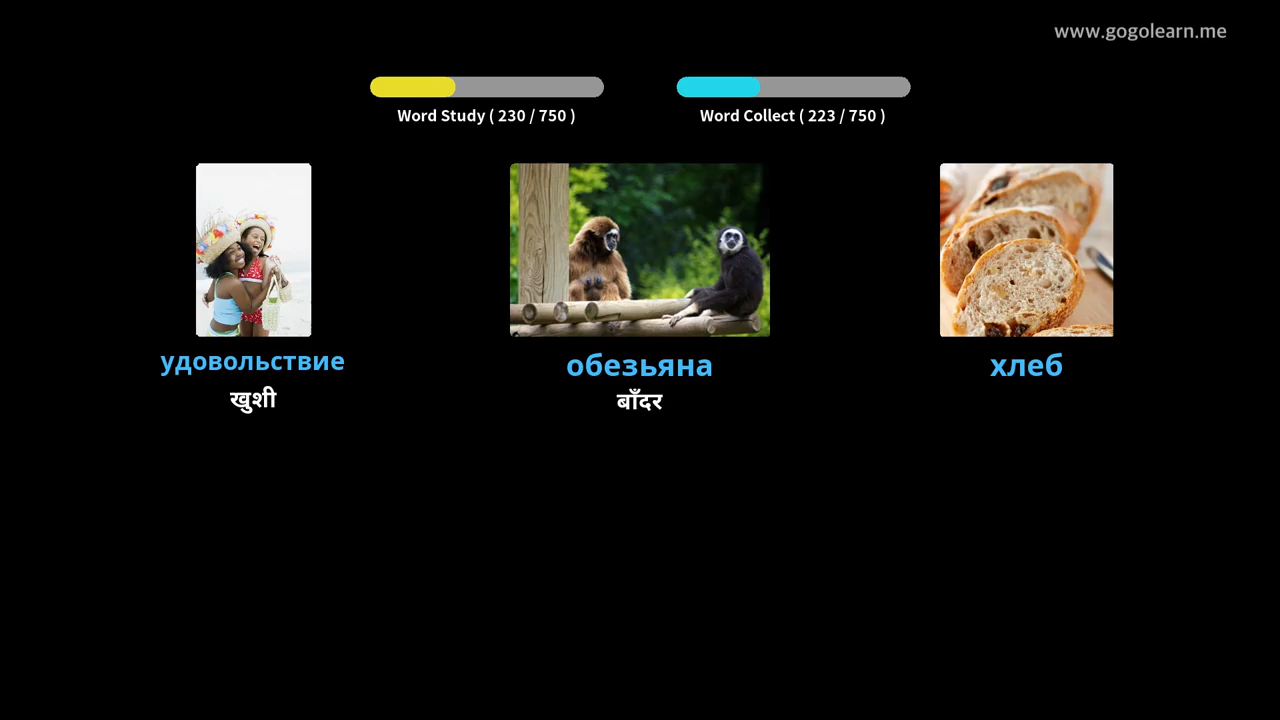 www.gogolearn.me
Word Study ( 230 / 750 )
Word Collect ( 223 / 750 )
удовольствие
обезьяна
хлеб
खुशी
बाँदर